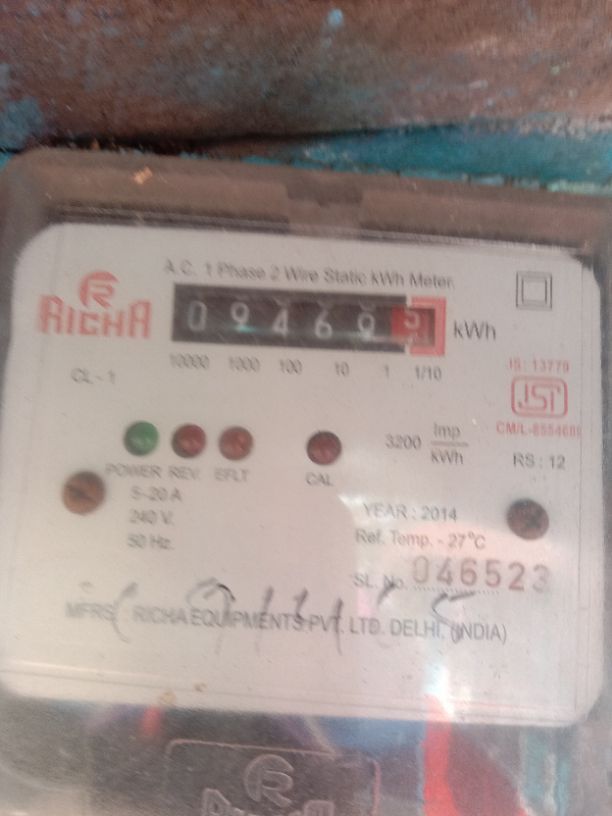 A.C. 1 Phase 2 Wire Static kWh Meter
RICHA
09469 5 kWh
10000 1000 100 10 1 1/10
CL-1
IS: 13779
ISI
RS : 12
3200 Imp/kWh
POWER REV. EFLT CAL
5-20 A
240 V.
50 Hz.
YEAR : 2014
Ref. Temp. - 27°C
SL. No. 046523
MFRS. RICHA EQUIPMENTS PVT. LTD. DELHI. (INDIA)